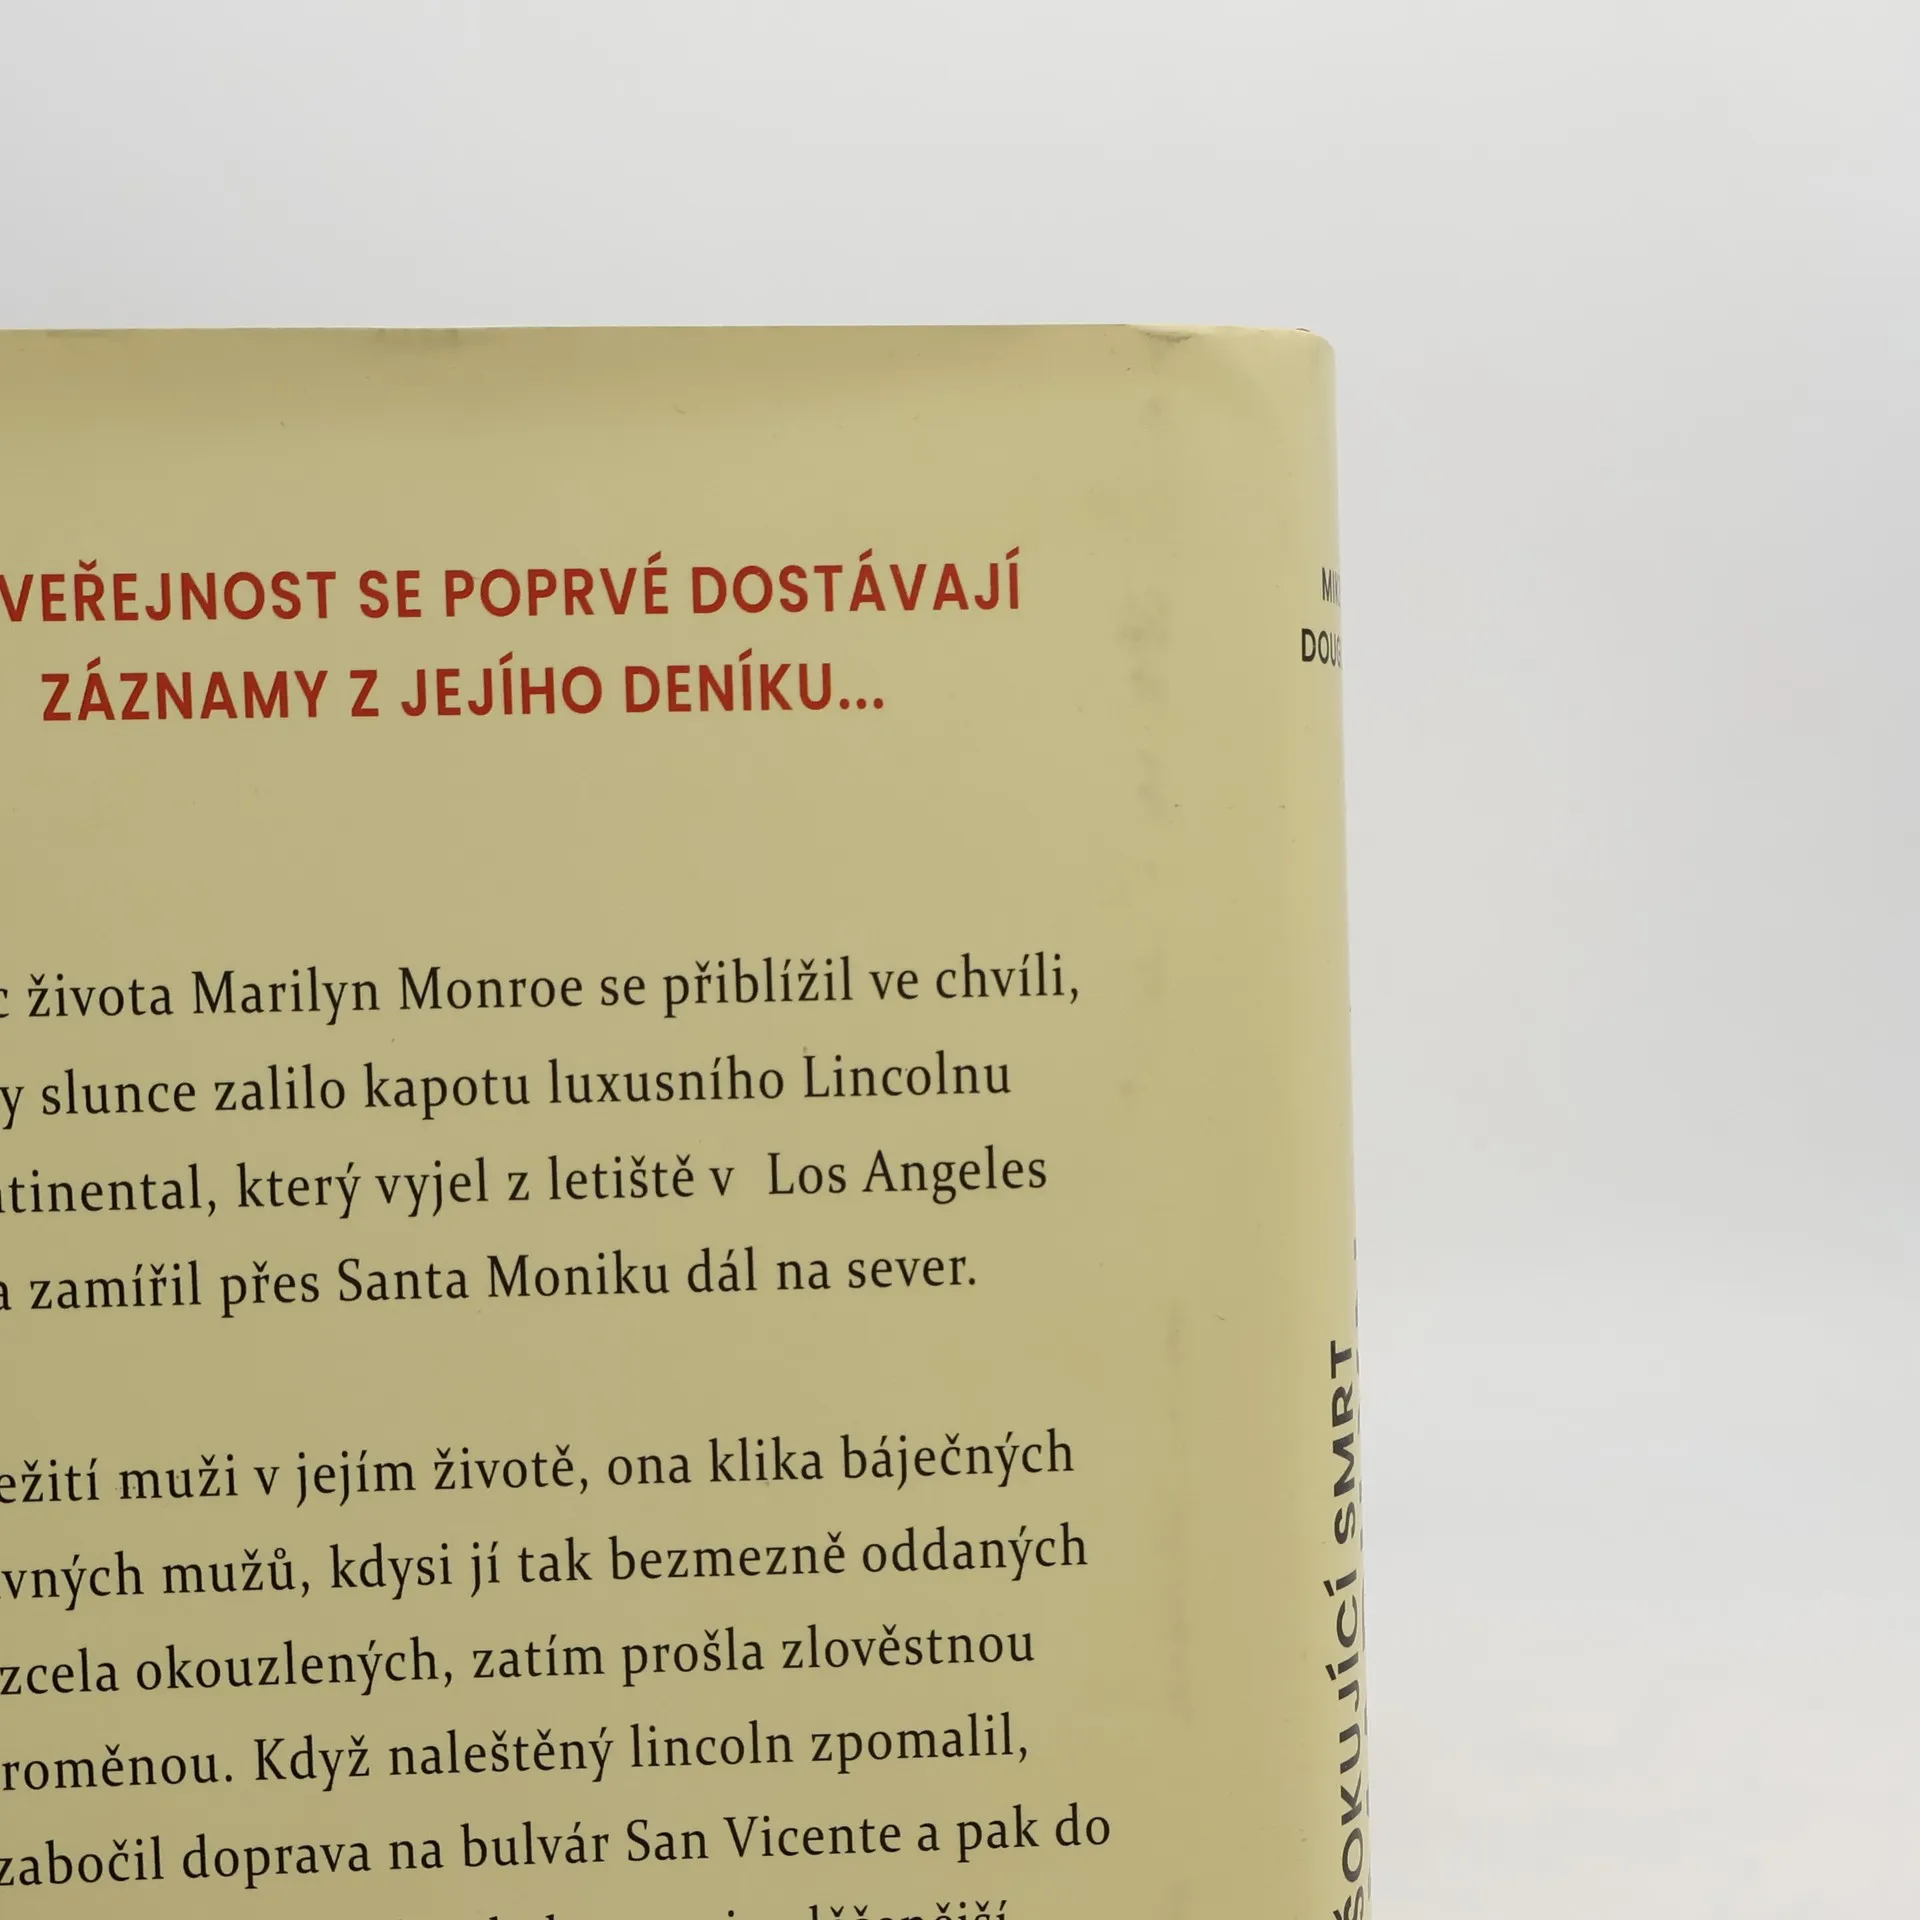 VEŘEJNOST SE POPRVÉ DOSTÁVAJÍ
ZÁZNAMY Z JEJÍHO DENÍKU...
života Marilyn Monroe se přiblížil ve chvíli,
slunce zalilo kapotu luxusního Lincolnu
tinental, který vyjel z letiště v Los Angeles
a zamířil přes Santa Moniku dál na sever.
ežití muži v jejím životě, ona klika báječných
vných mužů, kdysi jí tak bezmezně oddaných
zcela okouzlených, zatím prošla zlověstnou
roměnou. Když naleštěný lincoln zpomalil,
zabočil doprava na bulvár San Vicente a pak do
ŠOKUJÍCÍ SMRT